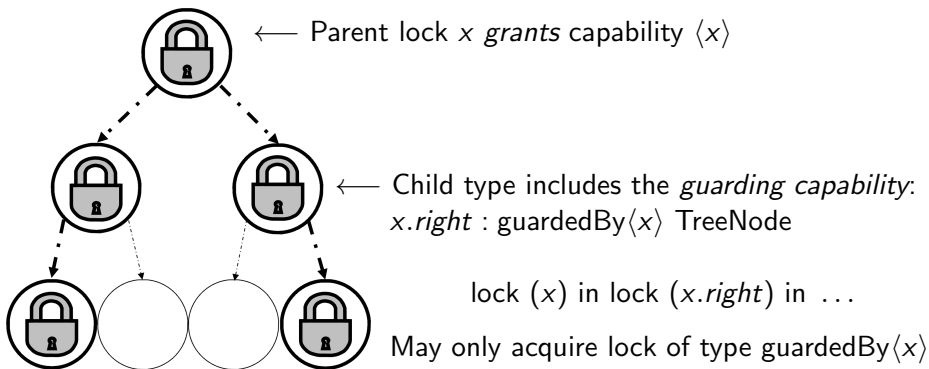 ⟵ Parent lock x grants capability ⟨x⟩
⟵ Child type includes the guarding capability:
x.right : guardedBy⟨x⟩ TreeNode
lock (x) in lock (x.right) in …
May only acquire lock of type guardedBy⟨x⟩